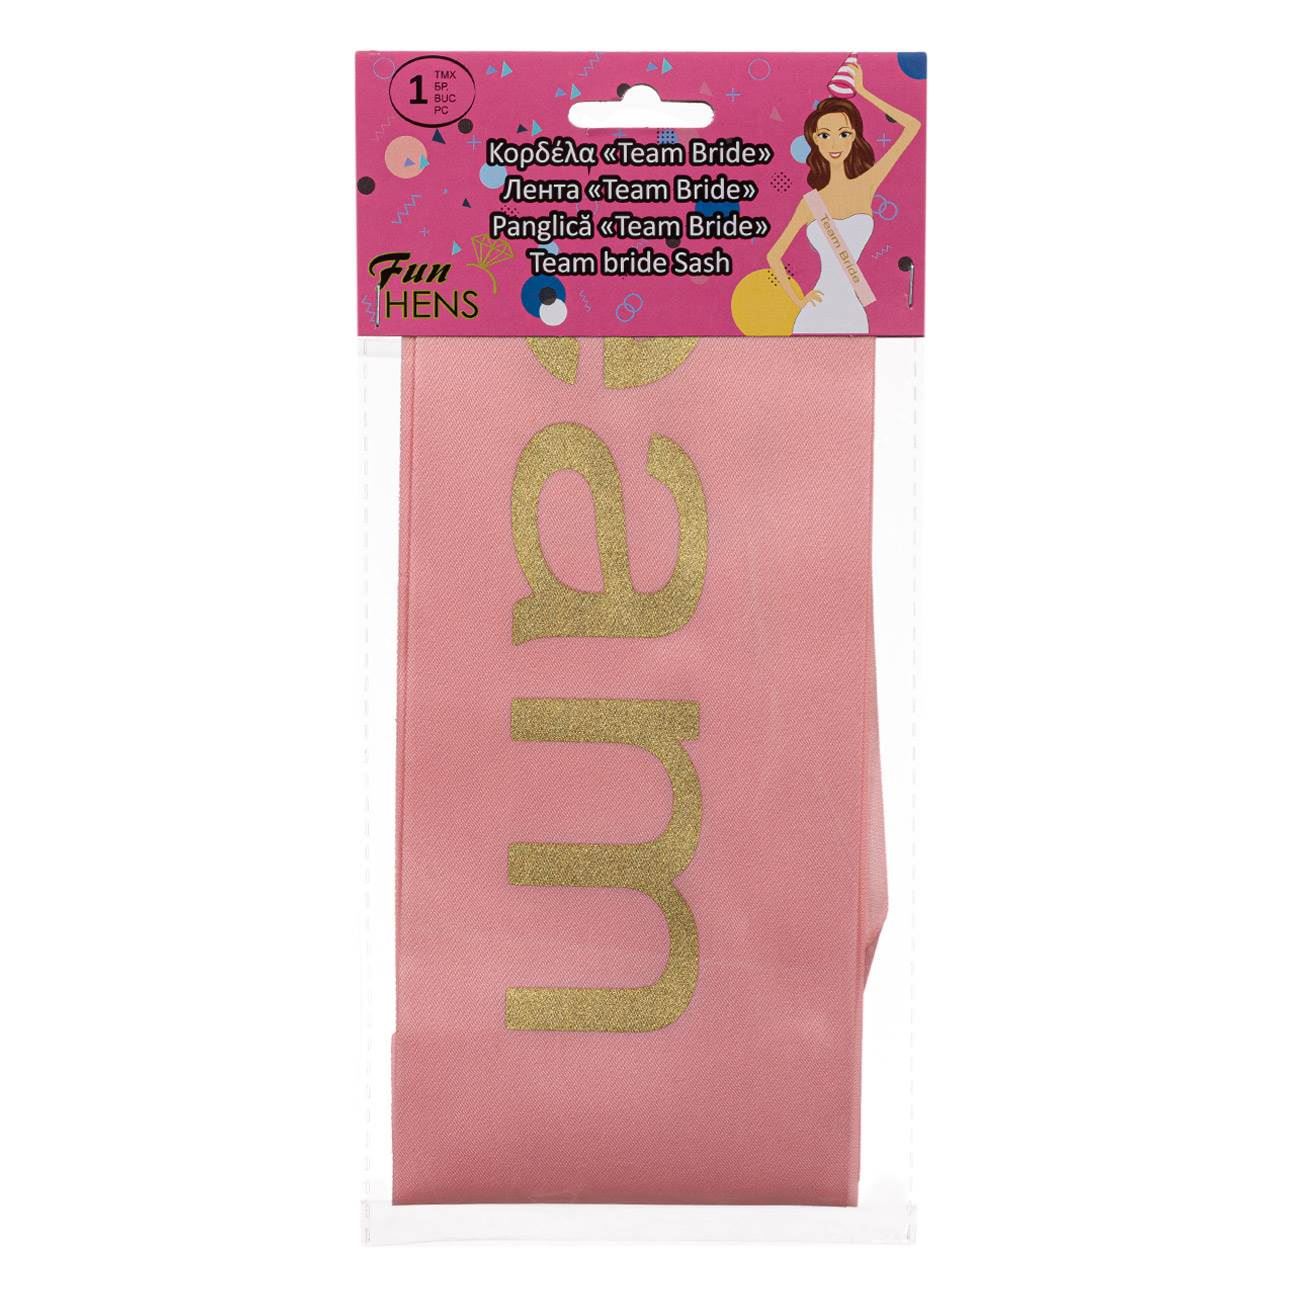 1 ΤΜΧ
БР.
BUC
PC
Κορδέλα «Team Bride»
Лента «Team Bride»
Panglică «Team Bride»
Team bride Sash
Team Bride
Fun
HENS
eam